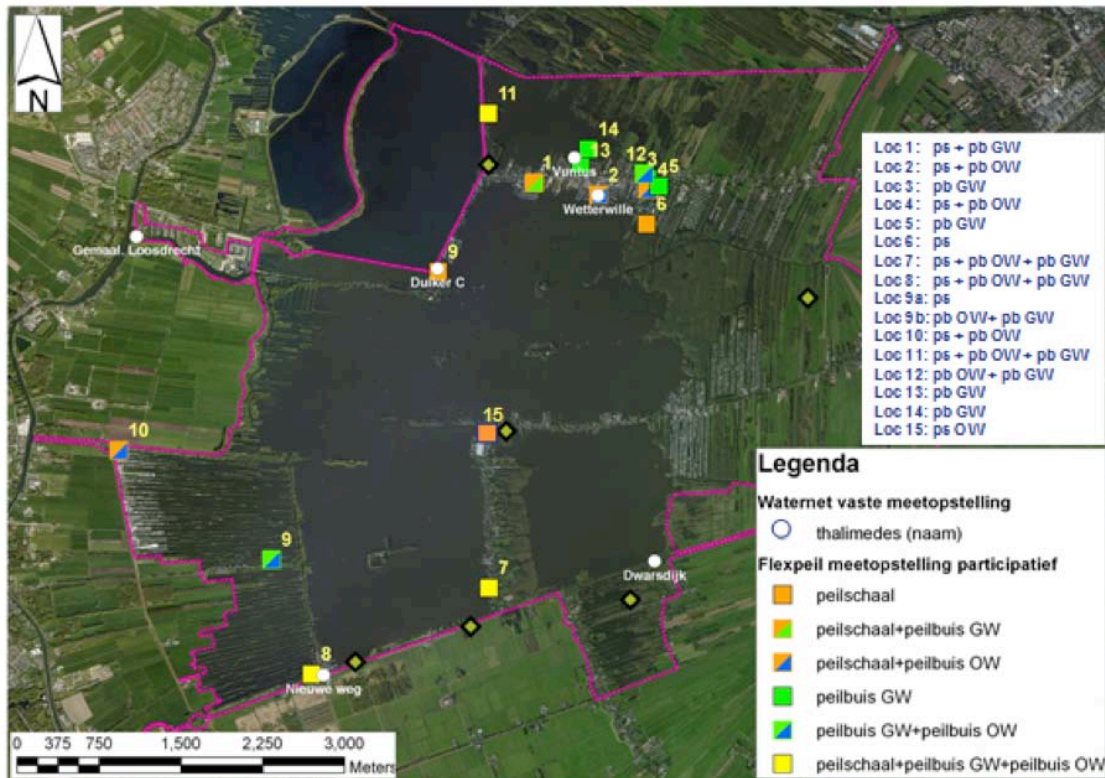 N
11
14
13
12
3
1
2
4
5
6
Vuntus
Wetterwille
Gemaal. Loosdrecht
9
Duiker C
15
10
9
7
Dwarsdijk
8
Nieuwe weg
Loc 1: ps + pb GW
Loc 2: ps + pb OW
Loc 3: pb GW
Loc 4: ps + pb OW
Loc 5: pb GW
Loc 6: ps
Loc 7: ps + pb OW + pb GW
Loc 8: ps + pb OW + pb GW
Loc 9a: ps
Loc 9b: pb OW+ pb GW
Loc 10: ps + pb OW
Loc 11: ps + pb OW + pb GW
Loc 12: pb OW + pb GW
Loc 13: pb GW
Loc 14: pb GW
Loc 15: ps OW
Legenda
Waternet vaste meetopstelling
thalimedes (naam)
Flexpeil meetopstelling participatief
peilschaal
peilschaal+peilbuis GW
peilschaal+peilbuis OW
peilbuis GW
peilbuis GW+peilbuis OW
peilschaal+peilbuis GW+peilbuis OW
0 375 750 1,500 2,250 3,000
Meters